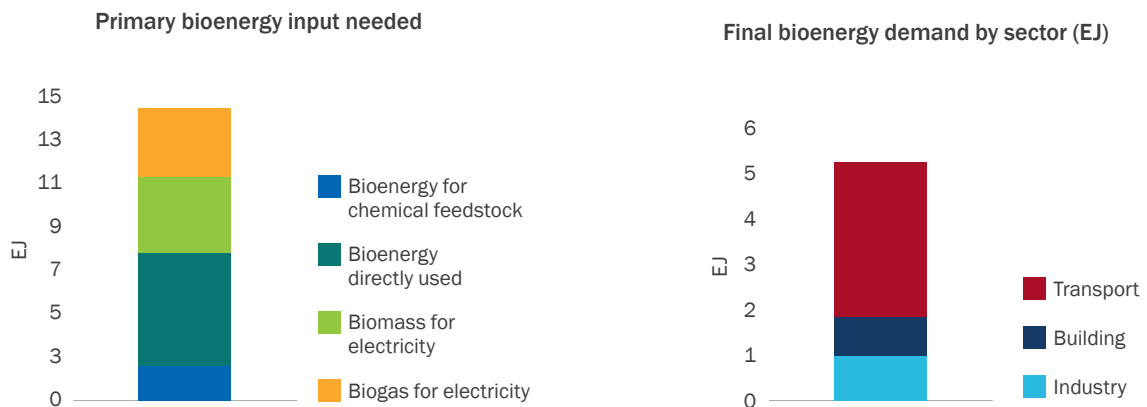 Primary bioenergy input needed
15
13
11
9
7
5
3
0
EJ
Bioenergy for
chemical feedstock
Bioenergy
directly used
Biomass for
electricity
Biogas for electricity
Final bioenergy demand by sector (EJ)
6
5
4
3
2
1
0
EJ
Transport
Building
Industry